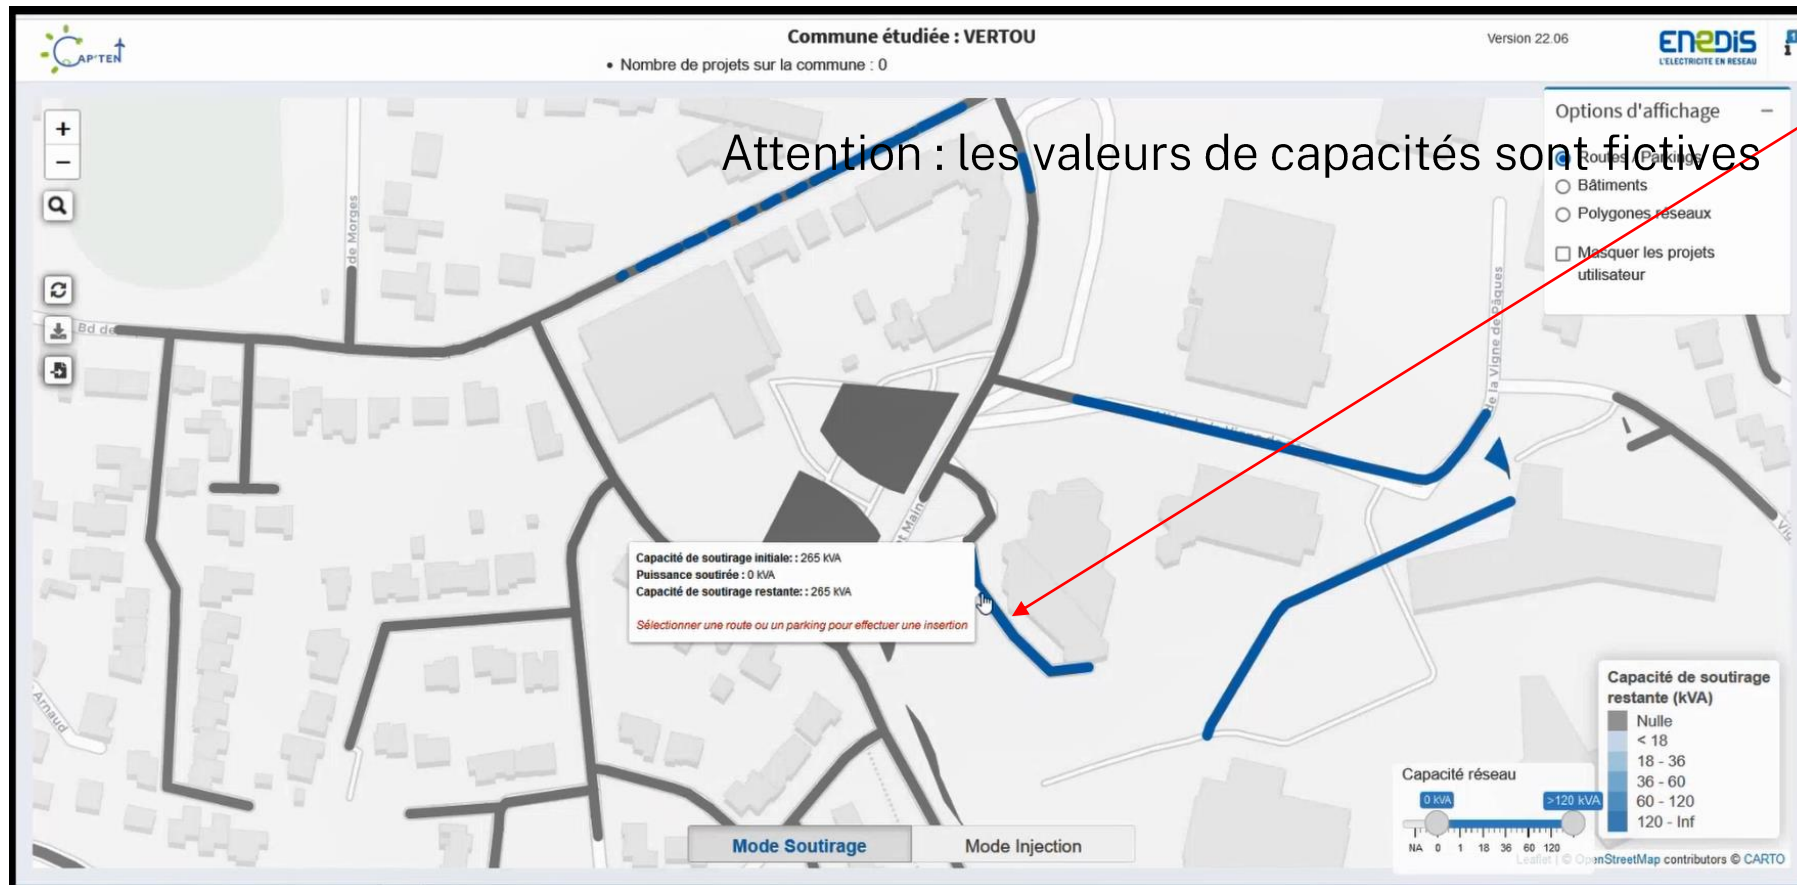 CAP'TEN
Commune étudiée : VERTOU
• Nombre de projets sur la commune : 0
Version 22.06
ENEDIS
L'ELECTRICITE EN RESEAU
Attention : les valeurs de capacités sont fictives
Options d'affichage
Routes / Parkings
Bâtiments
Polygones réseaux
Masquer les projets
utilisateur
+
−
de Morges
Bd de
de la Vigne de Pâques
Arnaud
Capacité de soutirage initiale: : 265 kVA
Puissance soutirée : 0 kVA
Capacité de soutirage restante: : 265 kVA
Sélectionner une route ou un parking pour effectuer une insertion
Capacité de soutirage
restante (kVA)
Nulle
< 18
18 - 36
36 - 60
60 - 120
120 - Inf
Capacité réseau
0 kVA
>120 kVA
NA 0 1 18 36 60 120
Mode Soutirage
Mode Injection
Leaflet | © OpenStreetMap contributors © CARTO